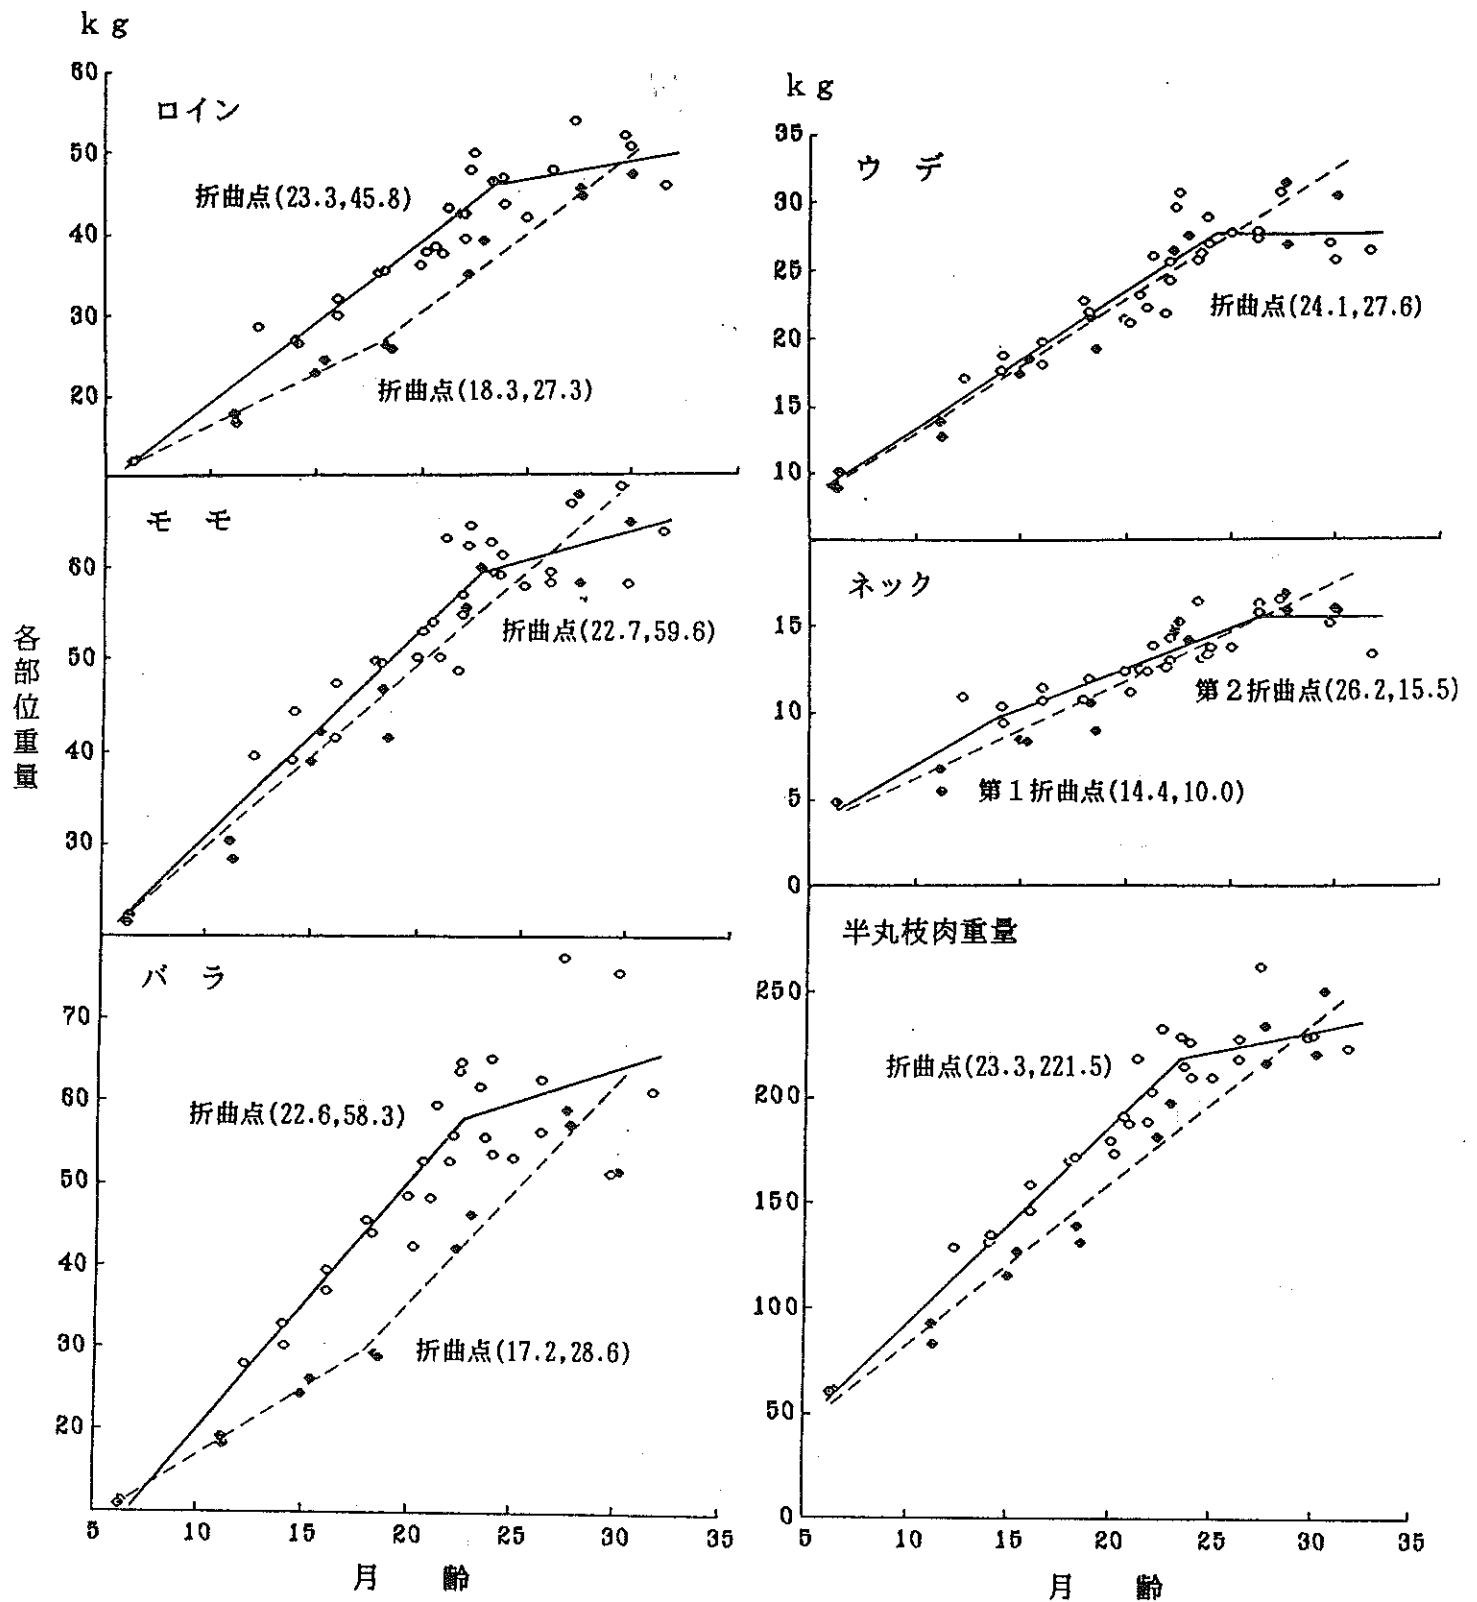 kg
60
ロイン
50
折曲点(23.3,45.8)
40
30
折曲点(18.3,27.3)
20
モ モ
60
折曲点(22.7,59.6)
50
40
30
各部位重量
バ ラ
70
60
折曲点(22.6,58.3)
50
40
30
折曲点(17.2,28.6)
20
5 10 15 20 25 30 35
月 齢
kg
35
ウ デ
30
25
折曲点(24.1,27.6)
20
15
10
ネック
15
第2折曲点(26.2,15.5)
10
第1折曲点(14.4,10.0)
5
0
半丸枝肉重量
250
折曲点(23.3,221.5)
200
150
100
50
0
5 10 15 20 25 30 35
月 齢